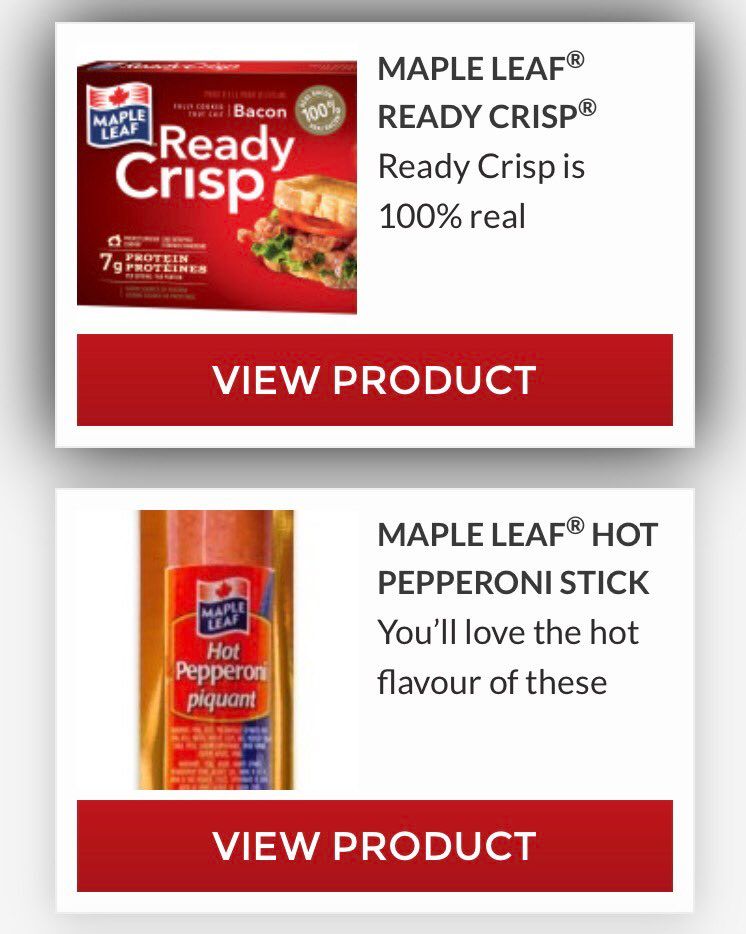 MAPLE LEAF
Bacon
100%
Ready
Crisp
7g PROTEIN
PROTÉINES
MAPLE LEAF®
READY CRISP®
Ready Crisp is
100% real
VIEW PRODUCT
MAPLE LEAF
Hot
Pepperoni
piquant
MAPLE LEAF® HOT
PEPPERONI STICK
You’ll love the hot
flavour of these
VIEW PRODUCT